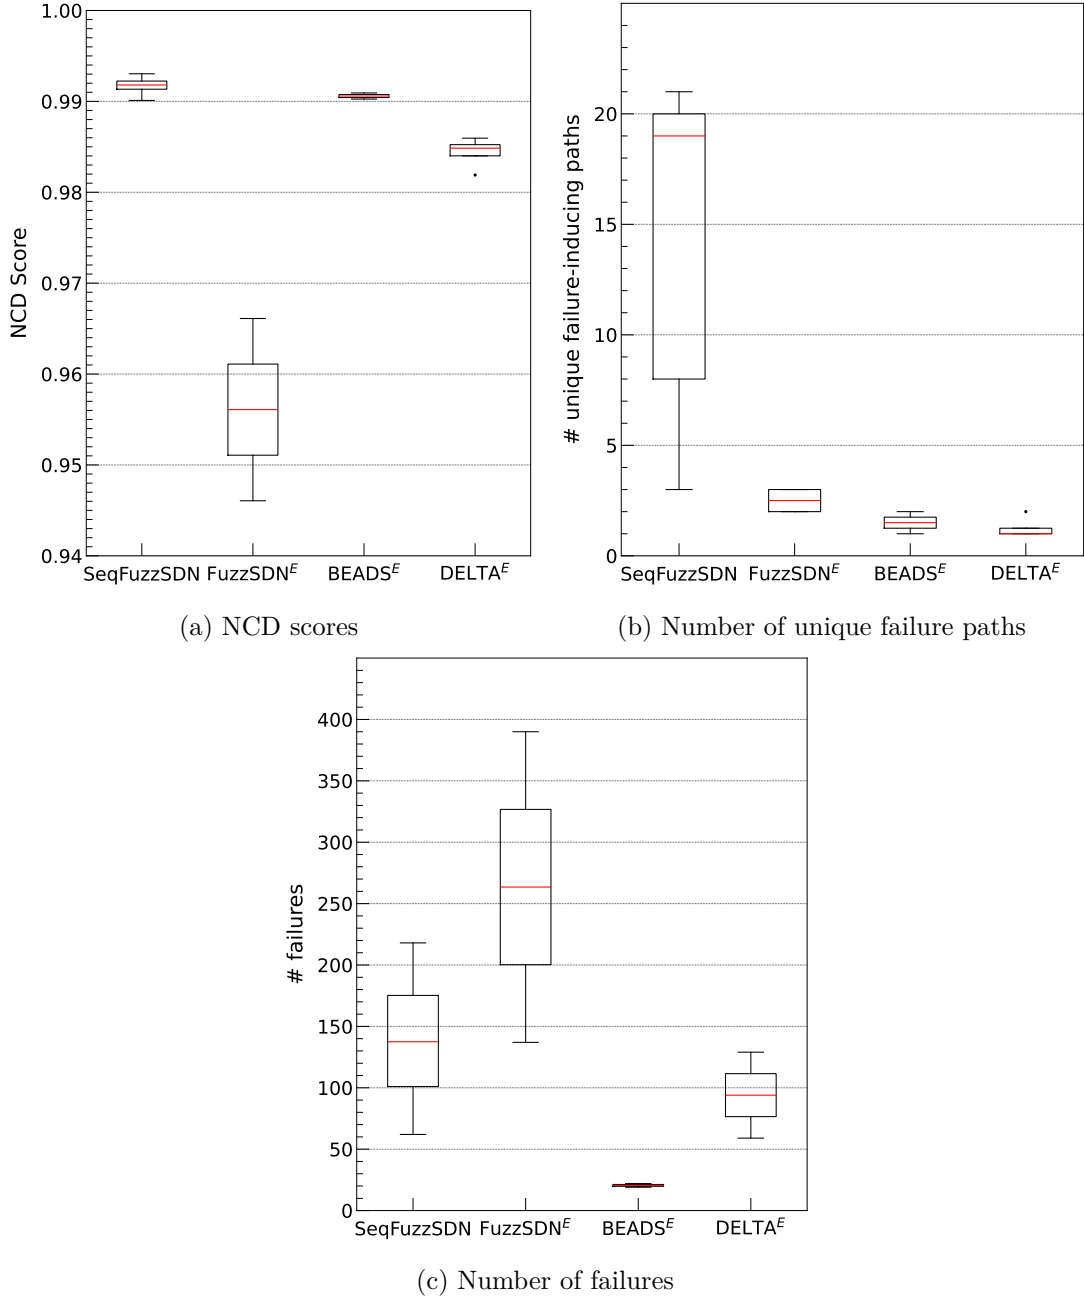 1.00
0.99
0.98
0.97
0.96
0.95
0.94
NCD Score
SeqFuzzSDN FuzzSDN^E BEADS^E DELTA^E
(a) NCD scores
20
15
10
5
0
# unique failure-inducing paths
SeqFuzzSDN FuzzSDN^E BEADS^E DELTA^E
(b) Number of unique failure paths
400
350
300
250
200
150
100
50
0
# failures
SeqFuzzSDN FuzzSDN^E BEADS^E DELTA^E
(c) Number of failures